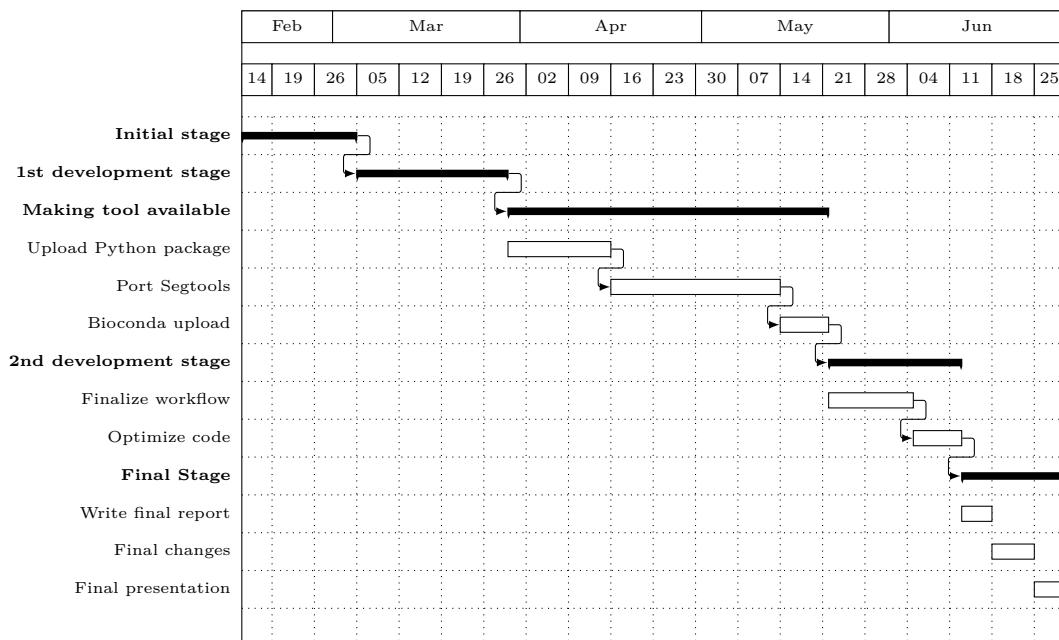 Feb Mar Apr May Jun
14 19 26 05 12 19 26 02 09 16 23 30 07 14 21 28 04 11 18 25
Initial stage
1st development stage
Making tool available
Upload Python package
Port Segtools
Bioconda upload
2nd development stage
Finalize workflow
Optimize code
Final Stage
Write final report
Final changes
Final presentation